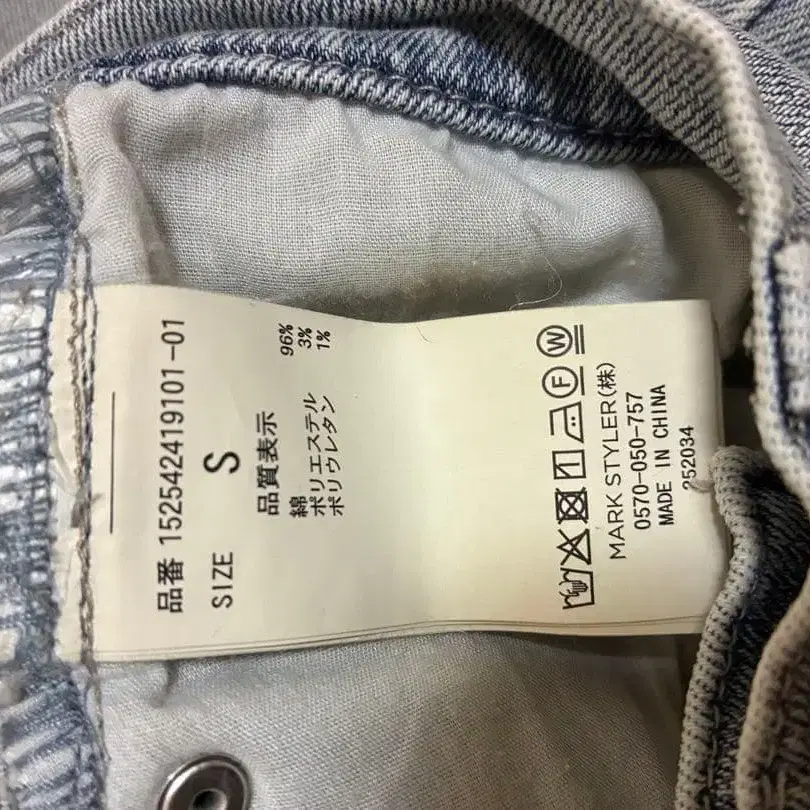 品番 152542419101-01
SIZE S
品質表示
綿 96%
ポリエステル 3%
ポリウレタン 1%
MARK STYLER(株)
0570-050-757
MADE IN CHINA
252034